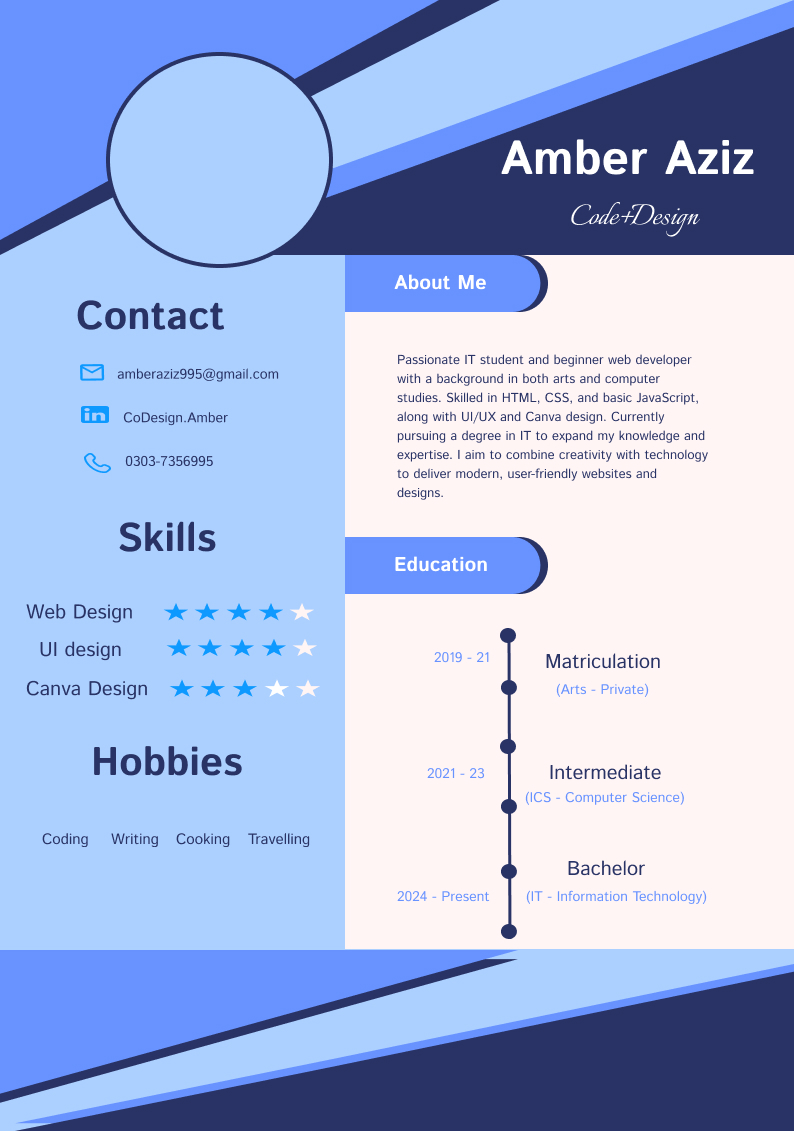 Amber Aziz
Code+Design
Contact
amberaziz995@gmail.com
CoDesign.Amber
0303-7356995
Skills
Web Design
UI design
Canva Design
Hobbies
Coding Writing Cooking Travelling
About Me
Passionate IT student and beginner web developer
with a background in both arts and computer
studies. Skilled in HTML, CSS, and basic JavaScript,
along with UI/UX and Canva design. Currently
pursuing a degree in IT to expand my knowledge and
expertise. I aim to combine creativity with technology
to deliver modern, user-friendly websites and
designs.
Education
2019 - 21
Matriculation
(Arts - Private)
2021 - 23
Intermediate
(ICS - Computer Science)
Bachelor
2024 - Present
(IT - Information Technology)